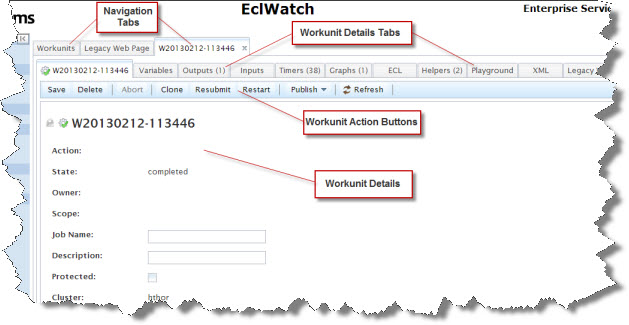 Navigation Tabs
EclWatch
Enterprise Servic
ms
Workunit Details Tabs
Workunits Legacy Web Page W20130212-113446
W20130212-113446 Variables Outputs (1) Inputs Timers (38) Graphs (1) ECL Helpers (2) Playground XML Legacy
Save Delete Abort Clone Resubmit Restart Publish Refresh
Workunit Action Buttons
W20130212-113446
Action:
State: completed
Workunit Details
Owner:
Scope:
Job Name:
Description:
Protected:
Cluster: hthor